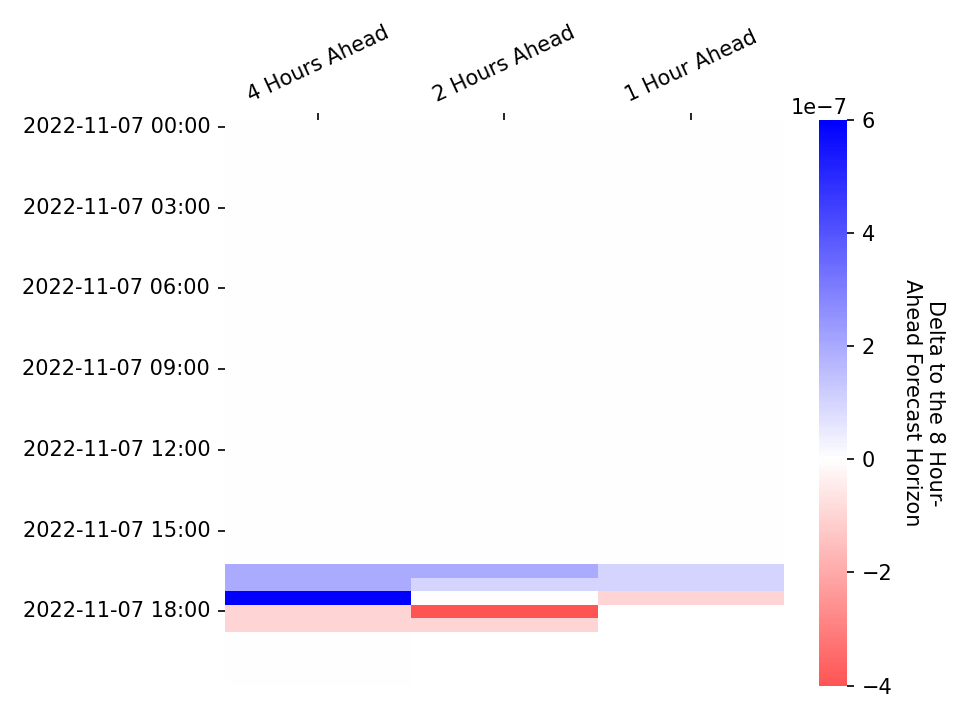 4 Hours Ahead
2 Hours Ahead
1 Hour Ahead
1e−7
2022-11-07 00:00
2022-11-07 03:00
2022-11-07 06:00
2022-11-07 09:00
2022-11-07 12:00
2022-11-07 15:00
2022-11-07 18:00
6
4
2
0
−2
−4
Delta to the 8 Hour-
Ahead Forecast Horizon